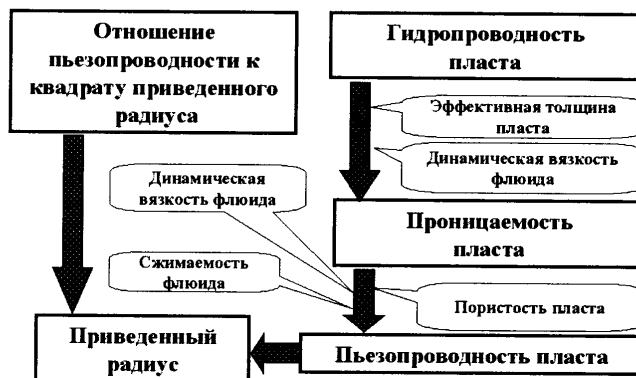 Отношение
пьезопроводности к
квадрату приведенного
радиуса
Гидропроводность
пласта
Эффективная толщина
пласта
Динамическая вязкость
флюида
Динамическая
вязкость флюида
Проницаемость
пласта
Сжимаемость
флюида
Пористость пласта
Приведенный
радиус
Пьезопроводность пласта